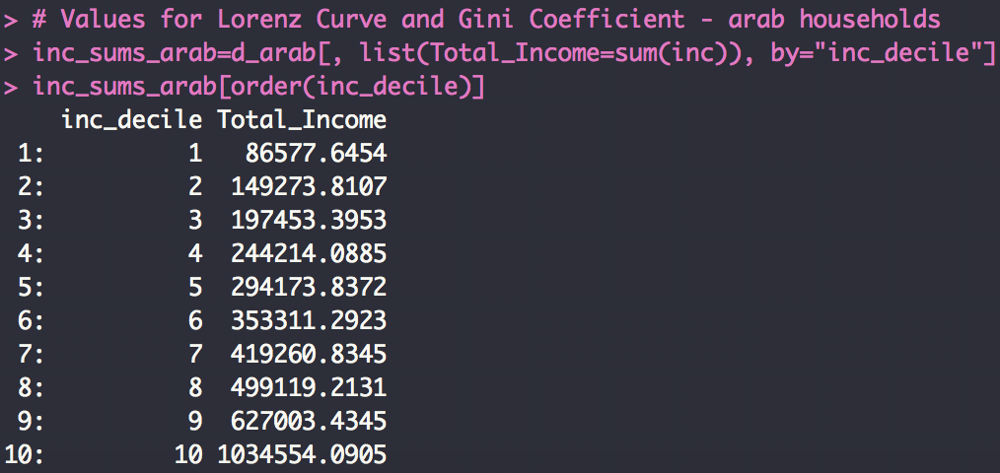 > # Values for Lorenz Curve and Gini Coefficient - arab households
> inc_sums_arab=d_arab[, list(Total_Income=sum(inc)), by="inc_decile"]
> inc_sums_arab[order(inc_decile)]
    inc_decile Total_Income
 1:          1   86577.6454
 2:          2  149273.8107
 3:          3  197453.3953
 4:          4  244214.0885
 5:          5  294173.8372
 6:          6  353311.2923
 7:          7  419260.8345
 8:          8  499119.2131
 9:          9  627003.4345
10:         10 1034554.0905